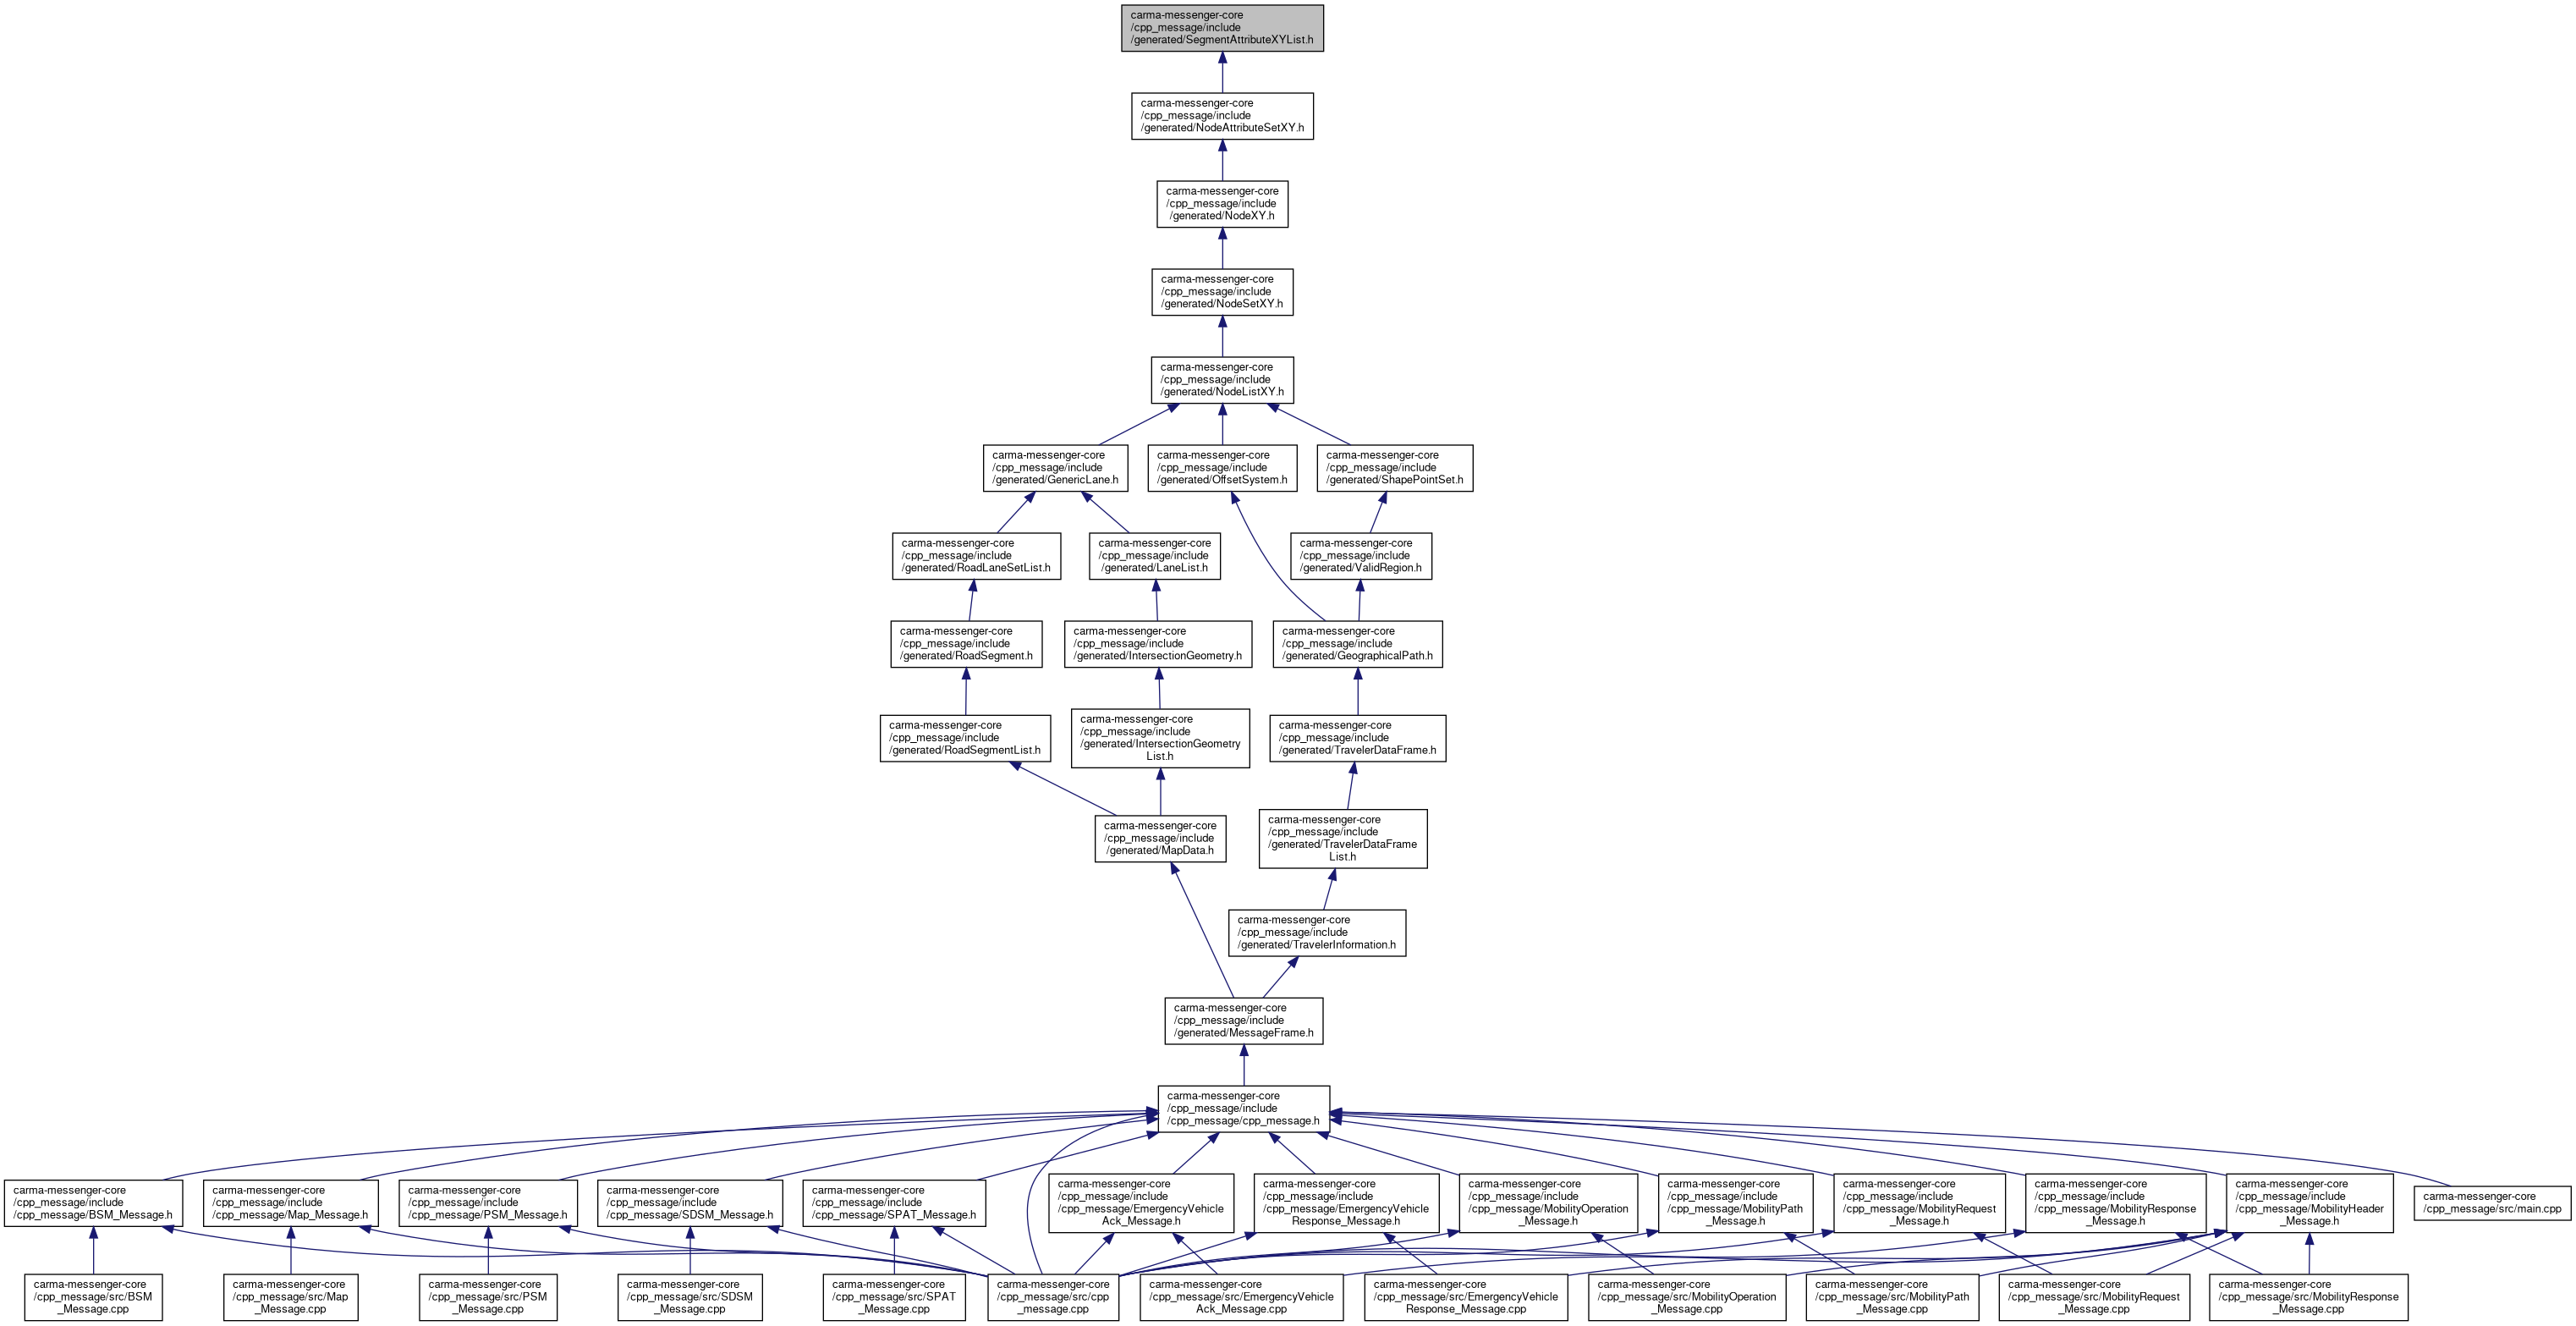 carma-messenger-core
/cpp_message/include
/generated/SegmentAttributeXYList.h
carma-messenger-core
/cpp_message/include
/generated/NodeAttributeSetXY.h
carma-messenger-core
/cpp_message/include
/generated/NodeXY.h
carma-messenger-core
/cpp_message/include
/generated/NodeSetXY.h
carma-messenger-core
/cpp_message/include
/generated/NodeListXY.h
carma-messenger-core
/cpp_message/include
/generated/GenericLane.h
carma-messenger-core
/cpp_message/include
/generated/OffsetSystem.h
carma-messenger-core
/cpp_message/include
/generated/ShapePointSet.h
carma-messenger-core
/cpp_message/include
/generated/RoadLaneSetList.h
carma-messenger-core
/cpp_message/include
/generated/LaneList.h
carma-messenger-core
/cpp_message/include
/generated/ValidRegion.h
carma-messenger-core
/cpp_message/include
/generated/RoadSegment.h
carma-messenger-core
/cpp_message/include
/generated/IntersectionGeometry.h
carma-messenger-core
/cpp_message/include
/generated/GeographicalPath.h
carma-messenger-core
/cpp_message/include
/generated/RoadSegmentList.h
carma-messenger-core
/cpp_message/include
/generated/IntersectionGeometry
List.h
carma-messenger-core
/cpp_message/include
/generated/TravelerDataFrame.h
carma-messenger-core
/cpp_message/include
/generated/MapData.h
carma-messenger-core
/cpp_message/include
/generated/TravelerDataFrame
List.h
carma-messenger-core
/cpp_message/include
/generated/TravelerInformation.h
carma-messenger-core
/cpp_message/include
/generated/MessageFrame.h
carma-messenger-core
/cpp_message/include
/cpp_message/cpp_message.h
carma-messenger-core
/cpp_message/include
/cpp_message/BSM_Message.h
carma-messenger-core
/cpp_message/include
/cpp_message/Map_Message.h
carma-messenger-core
/cpp_message/include
/cpp_message/PSM_Message.h
carma-messenger-core
/cpp_message/include
/cpp_message/SDSM_Message.h
carma-messenger-core
/cpp_message/include
/cpp_message/SPAT_Message.h
carma-messenger-core
/cpp_message/include
/cpp_message/EmergencyVehicle
Ack_Message.h
carma-messenger-core
/cpp_message/include
/cpp_message/EmergencyVehicle
Response_Message.h
carma-messenger-core
/cpp_message/include
/cpp_message/MobilityOperation
_Message.h
carma-messenger-core
/cpp_message/include
/cpp_message/MobilityPath
_Message.h
carma-messenger-core
/cpp_message/include
/cpp_message/MobilityRequest
_Message.h
carma-messenger-core
/cpp_message/include
/cpp_message/MobilityResponse
_Message.h
carma-messenger-core
/cpp_message/include
/cpp_message/MobilityHeader
_Message.h
carma-messenger-core
/cpp_message/src/main.cpp
carma-messenger-core
/cpp_message/src/BSM
_Message.cpp
carma-messenger-core
/cpp_message/src/Map
_Message.cpp
carma-messenger-core
/cpp_message/src/PSM
_Message.cpp
carma-messenger-core
/cpp_message/src/SDSM
_Message.cpp
carma-messenger-core
/cpp_message/src/SPAT
_Message.cpp
carma-messenger-core
/cpp_message/src/cpp
_message.cpp
carma-messenger-core
/cpp_message/src/EmergencyVehicle
Ack_Message.cpp
carma-messenger-core
/cpp_message/src/EmergencyVehicle
Response_Message.cpp
carma-messenger-core
/cpp_message/src/MobilityOperation
_Message.cpp
carma-messenger-core
/cpp_message/src/MobilityPath
_Message.cpp
carma-messenger-core
/cpp_message/src/MobilityRequest
_Message.cpp
carma-messenger-core
/cpp_message/src/MobilityResponse
_Message.cpp